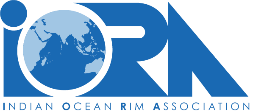 iORA
INDIAN OCEAN RIM ASSOCIATION